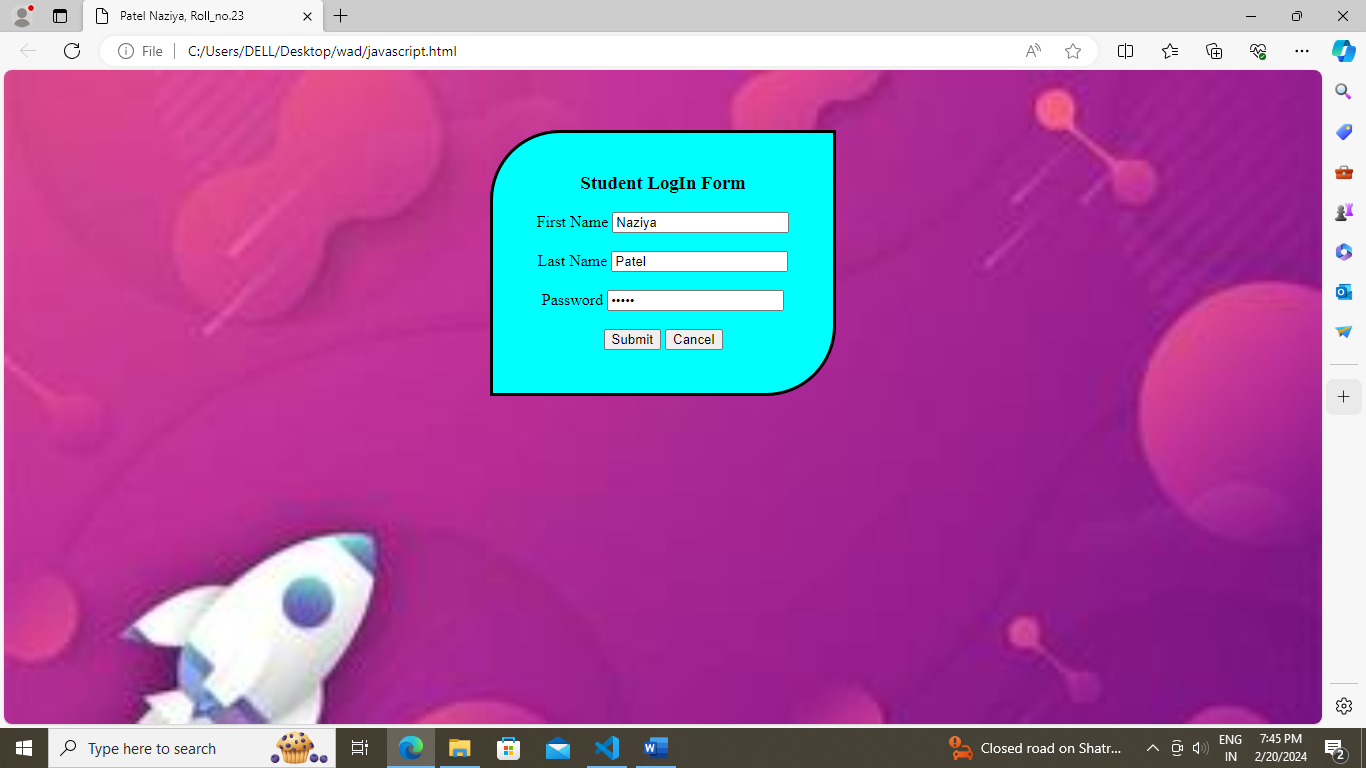 Patel Naziya, Roll_no.23
File
C:/Users/DELL/Desktop/wad/javascript.html
Student LogIn Form
First Name Naziya
Last Name Patel
Password •••••
Submit Cancel
Type here to search
Closed road on Shatr...
ENG
IN
7:45 PM
2/20/2024
2